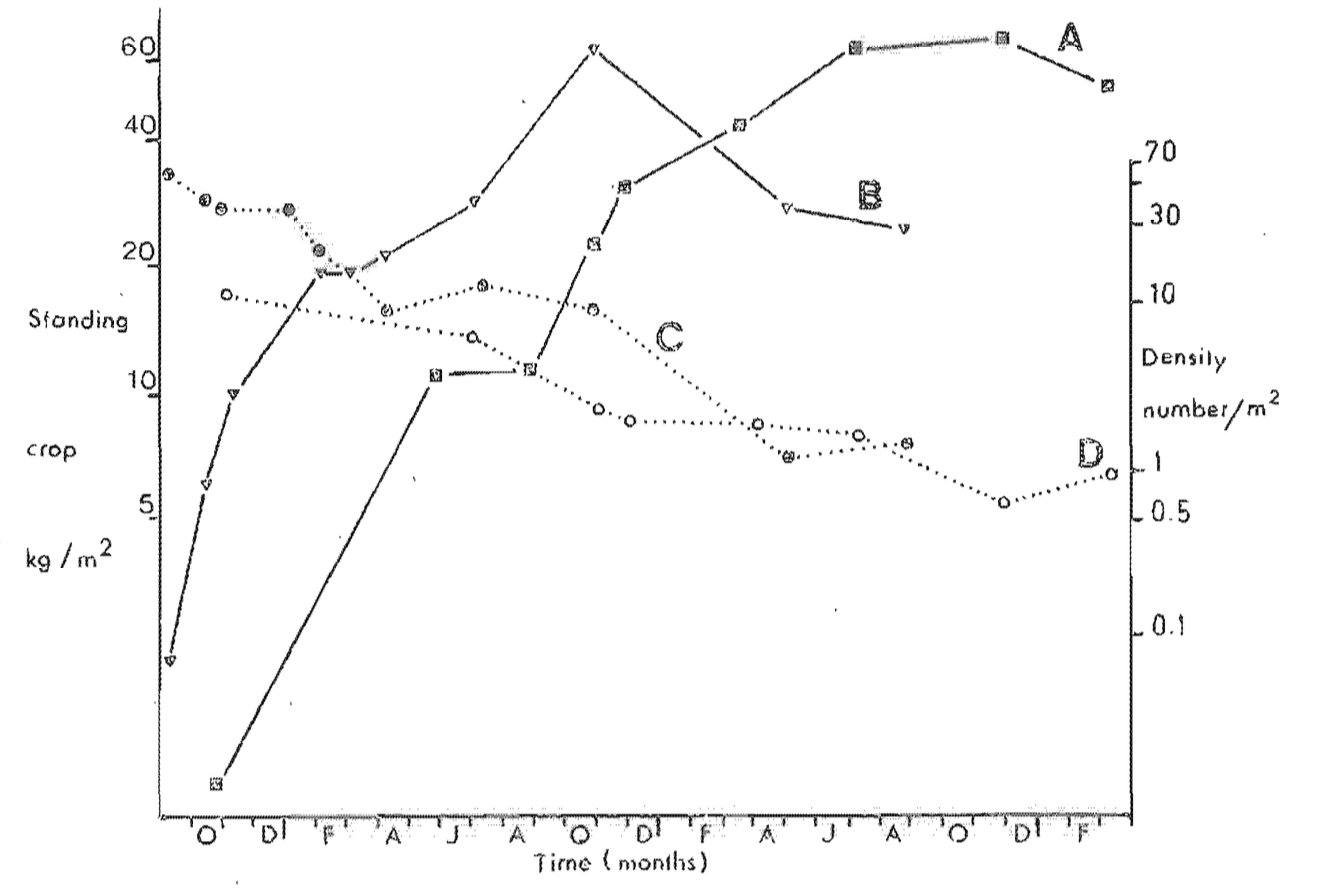 60
40
20
10
5
Standing
crop
kg/m²
A
B
C
D
70
30
10
1
0.5
0.1
Density
number/m²
O D F A J A O D F A J A O D F
Time (months)